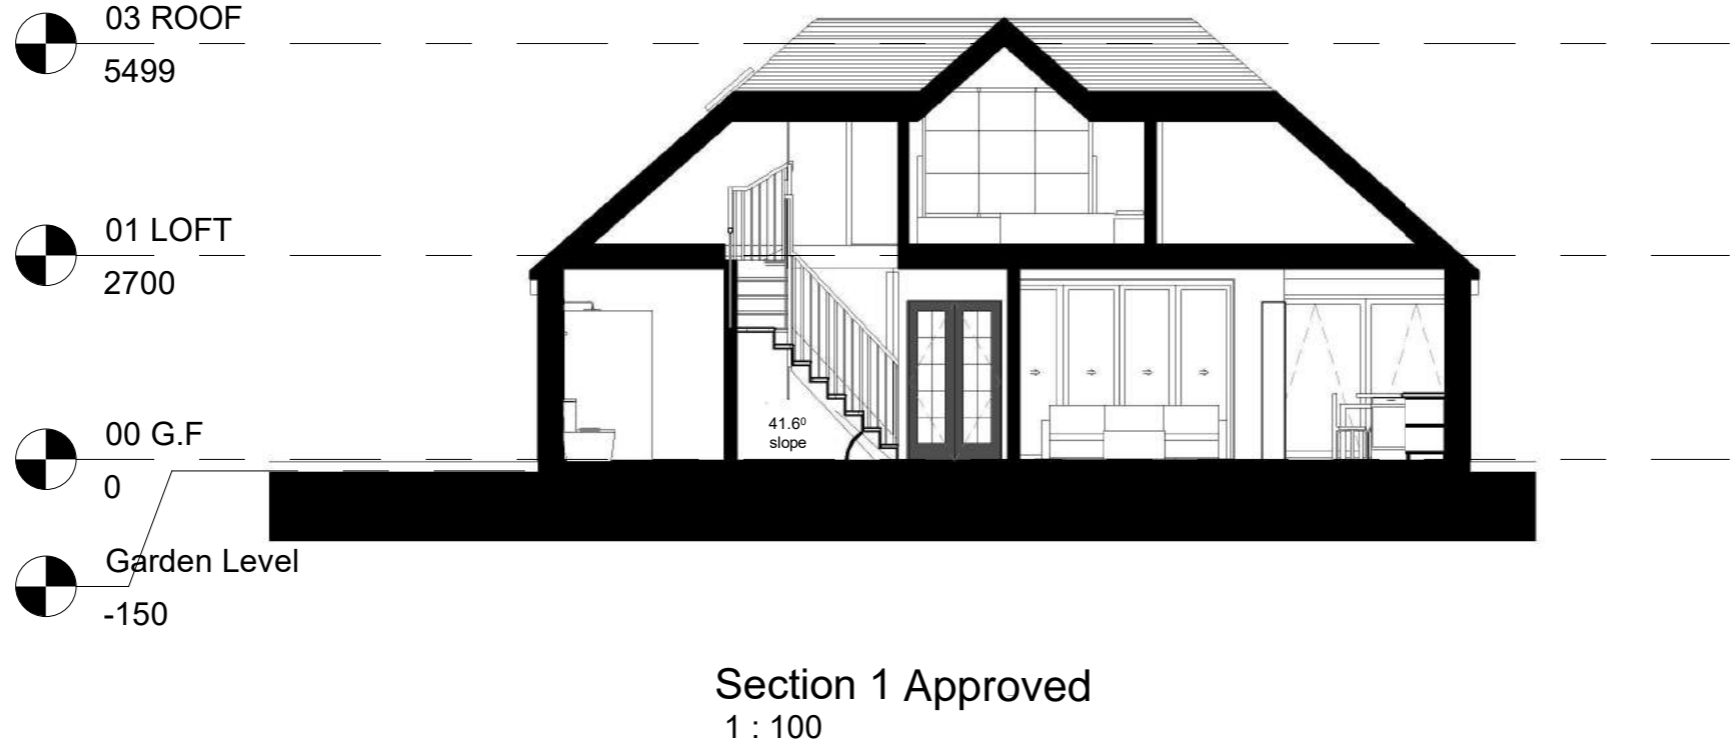 03 ROOF
5499
01 LOFT
2700
00 G.F
0
Garden Level
-150
41.6⁰
slope
Section 1 Approved
1 : 100